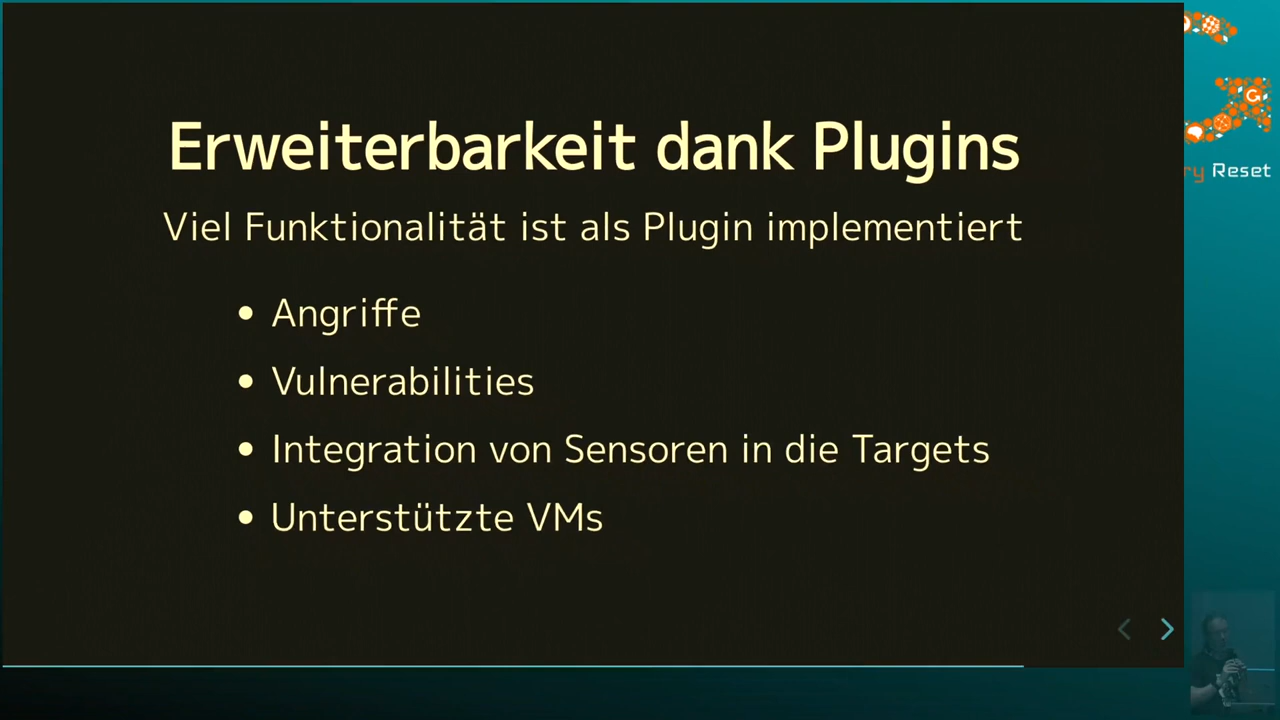 Erweiterbarkeit dank Plugins
Viel Funktionalität ist als Plugin implementiert
• Angriffe
• Vulnerabilities
• Integration von Sensoren in die Targets
• Unterstützte VMs
ry Reset